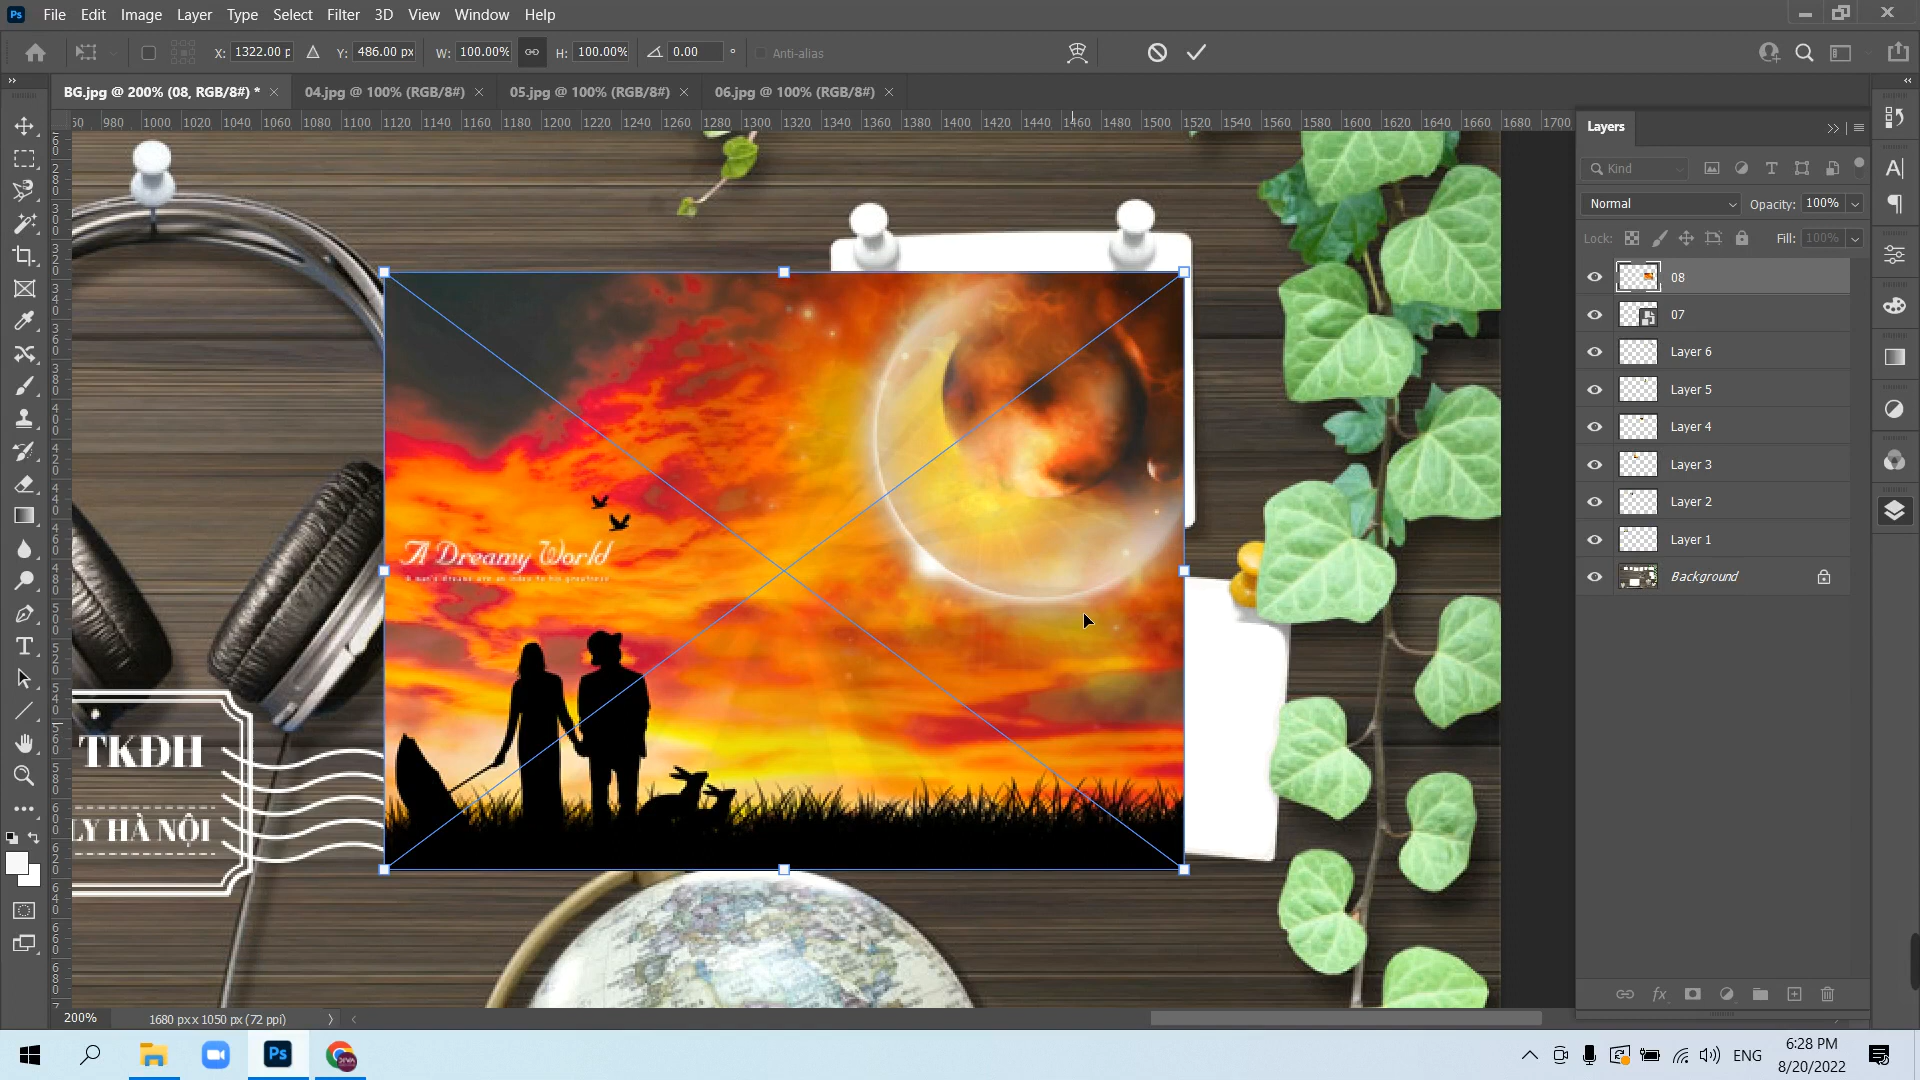 File Edit Image Layer Type Select Filter 3D View Window Help
X: 1322.00 p Y: 486.00 px W: 100.00% H: 100.00% 0.00 ° Anti-alias
BG.jpg @ 200% (08, RGB/8#) * 04.jpg @ 100% (RGB/8#) 05.jpg @ 100% (RGB/8#) 06.jpg @ 100% (RGB/8#)
980 1000 1020 1040 1060 1080 1100 1120 1140 1160 1180 1200 1220 1240 1260 1280 1300 1320 1340 1360 1380 1400 1420 1440 1460 1480 1500 1520 1540 1560 1580 1600 1620 1640 1660 1680 1700
Layers
Kind
Normal Opacity: 100%
Lock: Fill: 100%
08
07
Layer 6
Layer 5
Layer 4
Layer 3
Layer 2
Layer 1
Background
A Dreamy World
TKĐH
LY HÀ NỘI
200% 1680 px x 1050 px (72 ppi)
ENG
6:28 PM
8/20/2022